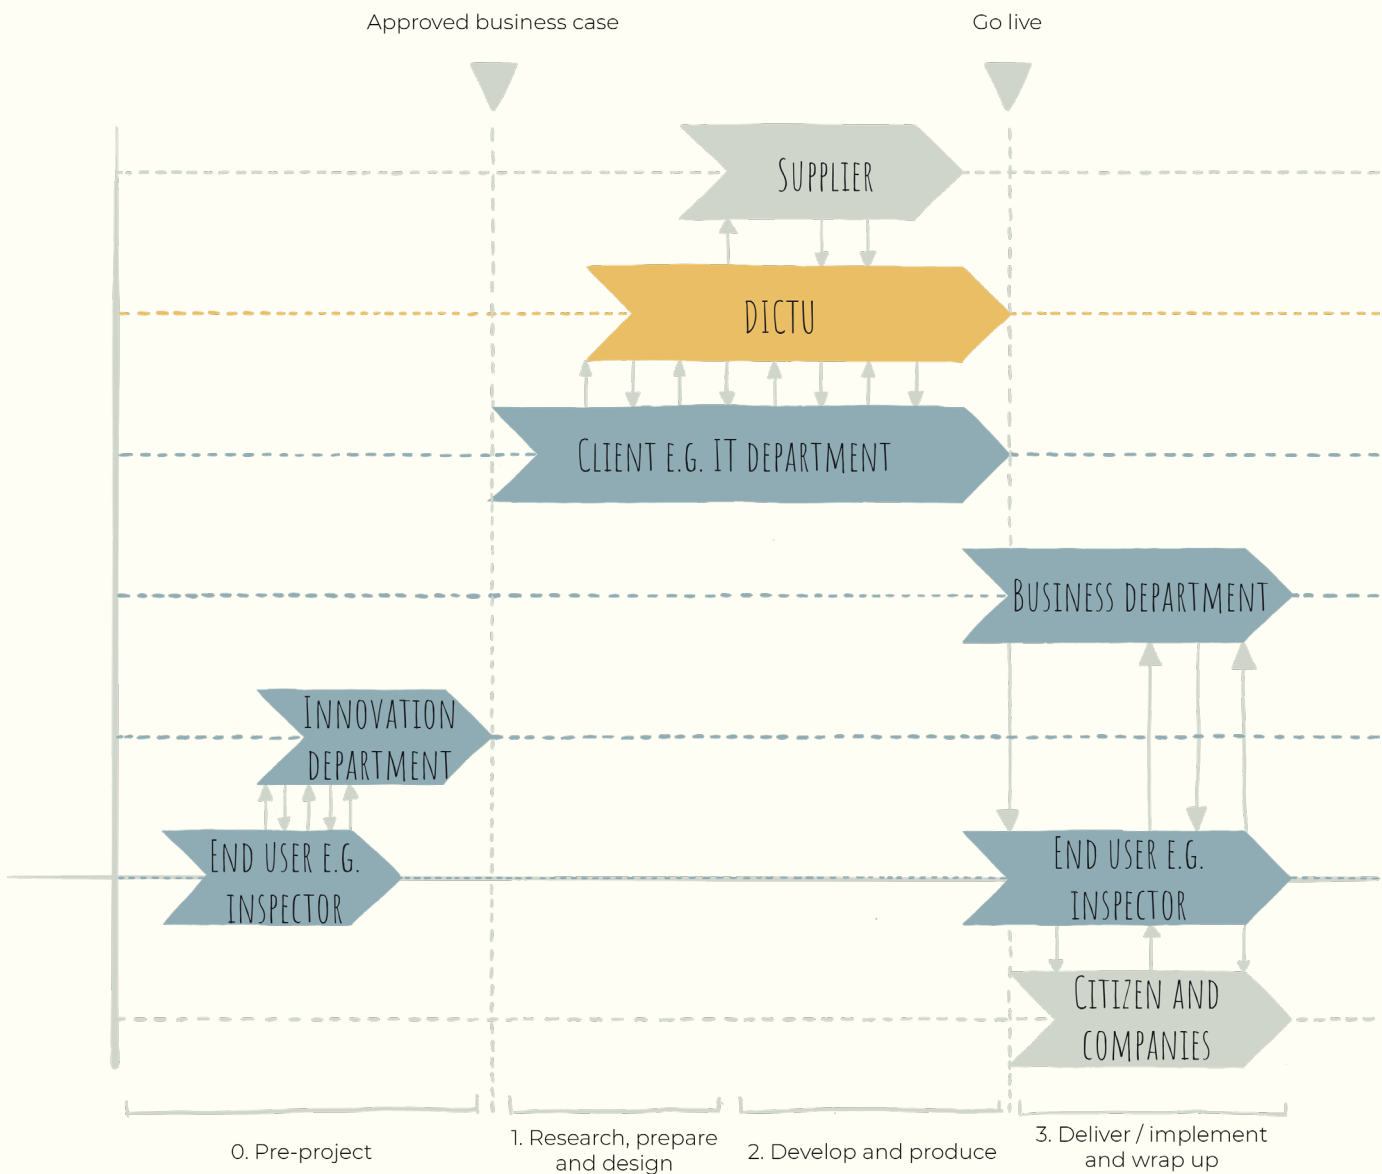 Approved business case
Go live
SUPPLIER
DICTU
CLIENT E.G. IT DEPARTMENT
BUSINESS DEPARTMENT
INNOVATION
DEPARTMENT
END USER E.G.
INSPECTOR
END USER E.G.
INSPECTOR
CITIZEN AND
COMPANIES
0. Pre-project
1. Research, prepare
and design
2. Develop and produce
3. Deliver / implement
and wrap up